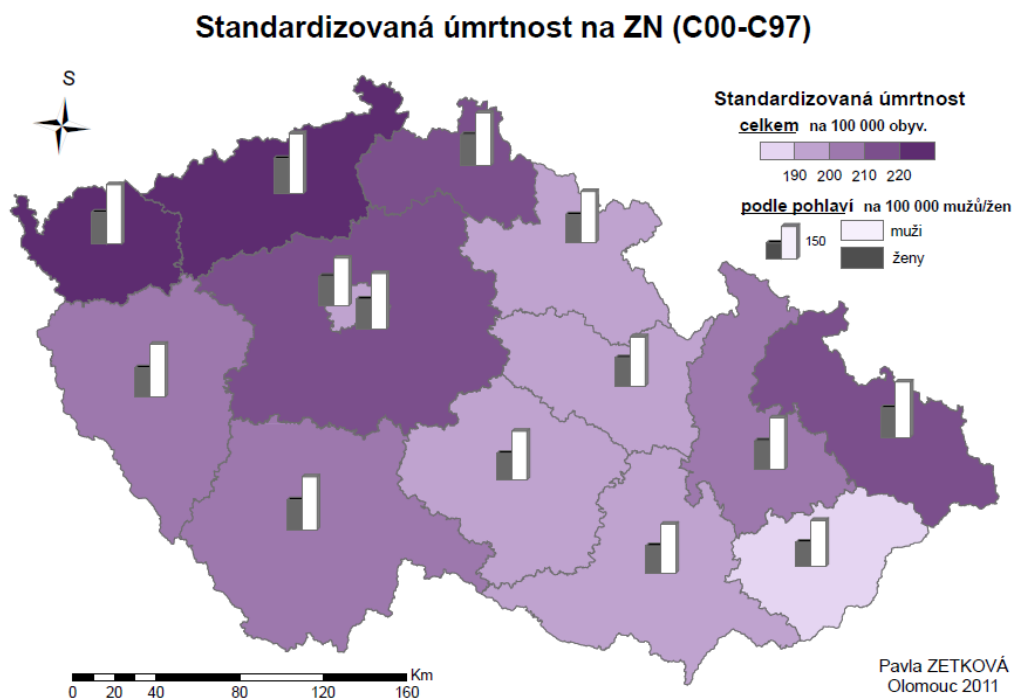 Standardizovaná úmrtnost na ZN (C00-C97)
S
Standardizovaná úmrtnost
celkem na 100 000 obyv.
190 200 210 220
podle pohlaví na 100 000 mužů/žen
150
muži
ženy
Km
0 20 40 80 120 160
Pavla ZETKOVÁ
Olomouc 2011